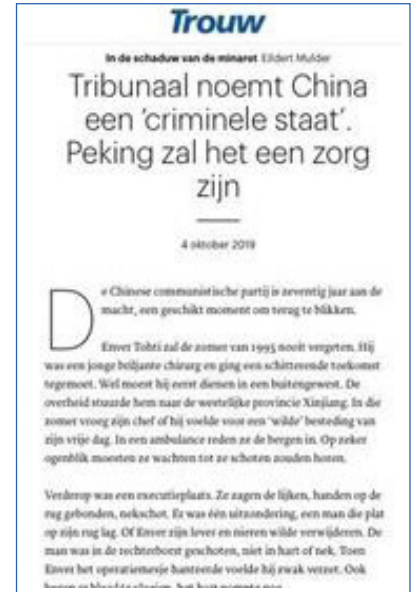 Trouw
In de schaduw van de minaret Eildert Mulder
Tribunaal noemt China
een ‘criminele staat’.
Peking zal het een zorg
zijn
4 oktober 2019
De Chinese communistische partij is zeventig jaar aan de
macht, een geschikt moment om terug te blikken.
Enver Tohti zal de zomer van 1995 nooit vergeten. Hij
was een jonge briljante chirurg en ging een schitterende toekomst
tegemoet. Wel moest hij eerst dienen in een buitengewest. De
overheid stuurde hem naar de westelijke provincie Xinjiang. In die
zomer vroeg zijn chef of hij voelde voor een ‘wilde’ besteding van
zijn vrije dag. In een ambulance reden ze de bergen in. Op zeker
ogenblik moesten ze wachten tot ze schoten zouden horen.
Verderop was een executieplaats. Ze zagen de lijken, handen op de
rug gebonden, nekschot. Er was één uitzondering, een man die plat
op zijn rug lag. Of Enver zijn lever en nieren wilde verwijderen. De
man was in de rechterborst geschoten, niet in hart of nek. Toen
Enver het operatiemesje hanteerde voelde hij zwak verzet. Ook